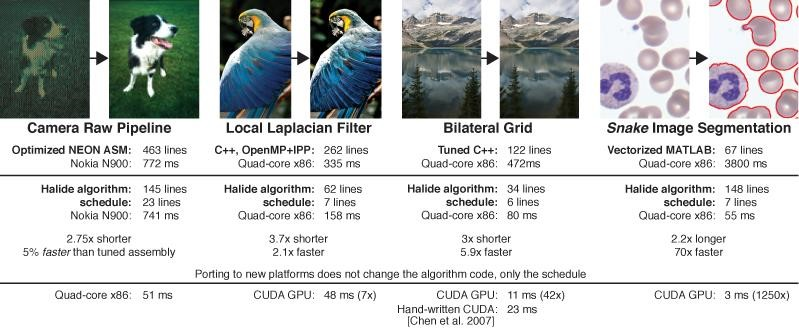 Camera Raw Pipeline
Optimized NEON ASM: 463 lines
Nokia N900: 772 ms
Halide algorithm: 145 lines
schedule: 23 lines
Nokia N900: 741 ms
2.75x shorter
5% faster than tuned assembly
Local Laplacian Filter
C++, OpenMP+IPP: 262 lines
Quad-core x86: 335 ms
Halide algorithm: 62 lines
schedule: 7 lines
Quad-core x86: 158 ms
3.7x shorter
2.1x faster
Bilateral Grid
Tuned C++: 122 lines
Quad-core x86: 472ms
Halide algorithm: 34 lines
schedule: 6 lines
Quad-core x86: 80 ms
3x shorter
5.9x faster
Snake Image Segmentation
Vectorized MATLAB: 67 lines
Quad-core x86: 3800 ms
Halide algorithm: 148 lines
schedule: 7 lines
Quad-core x86: 55 ms
2.2x longer
70x faster
Porting to new platforms does not change the algorithm code, only the schedule
Quad-core x86: 51 ms
CUDA GPU: 48 ms (7x)
CUDA GPU: 11 ms (42x)
Hand-written CUDA: 23 ms
[Chen et al. 2007]
CUDA GPU: 3 ms (1250x)